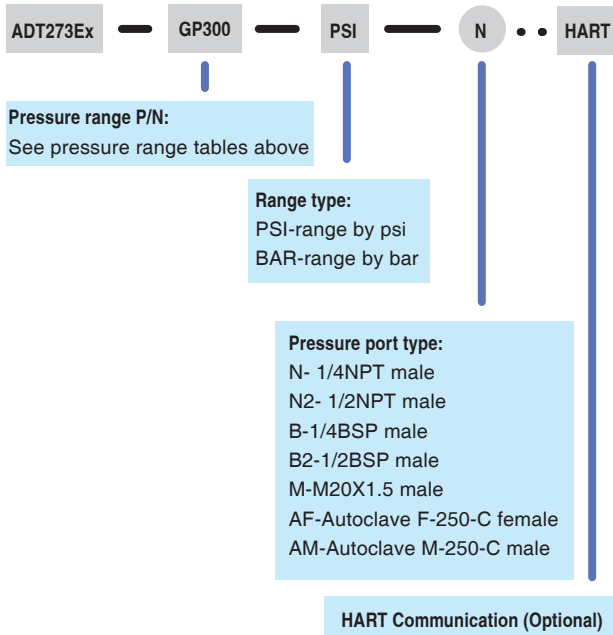 ADT273Ex GP300 PSI N HART
Pressure range P/N:
See pressure range tables above
Range type:
PSI-range by psi
BAR-range by bar
Pressure port type:
N- 1/4NPT male
N2- 1/2NPT male
B-1/4BSP male
B2-1/2BSP male
M-M20X1.5 male
AF-Autoclave F-250-C female
AM-Autoclave M-250-C male
HART Communication (Optional)